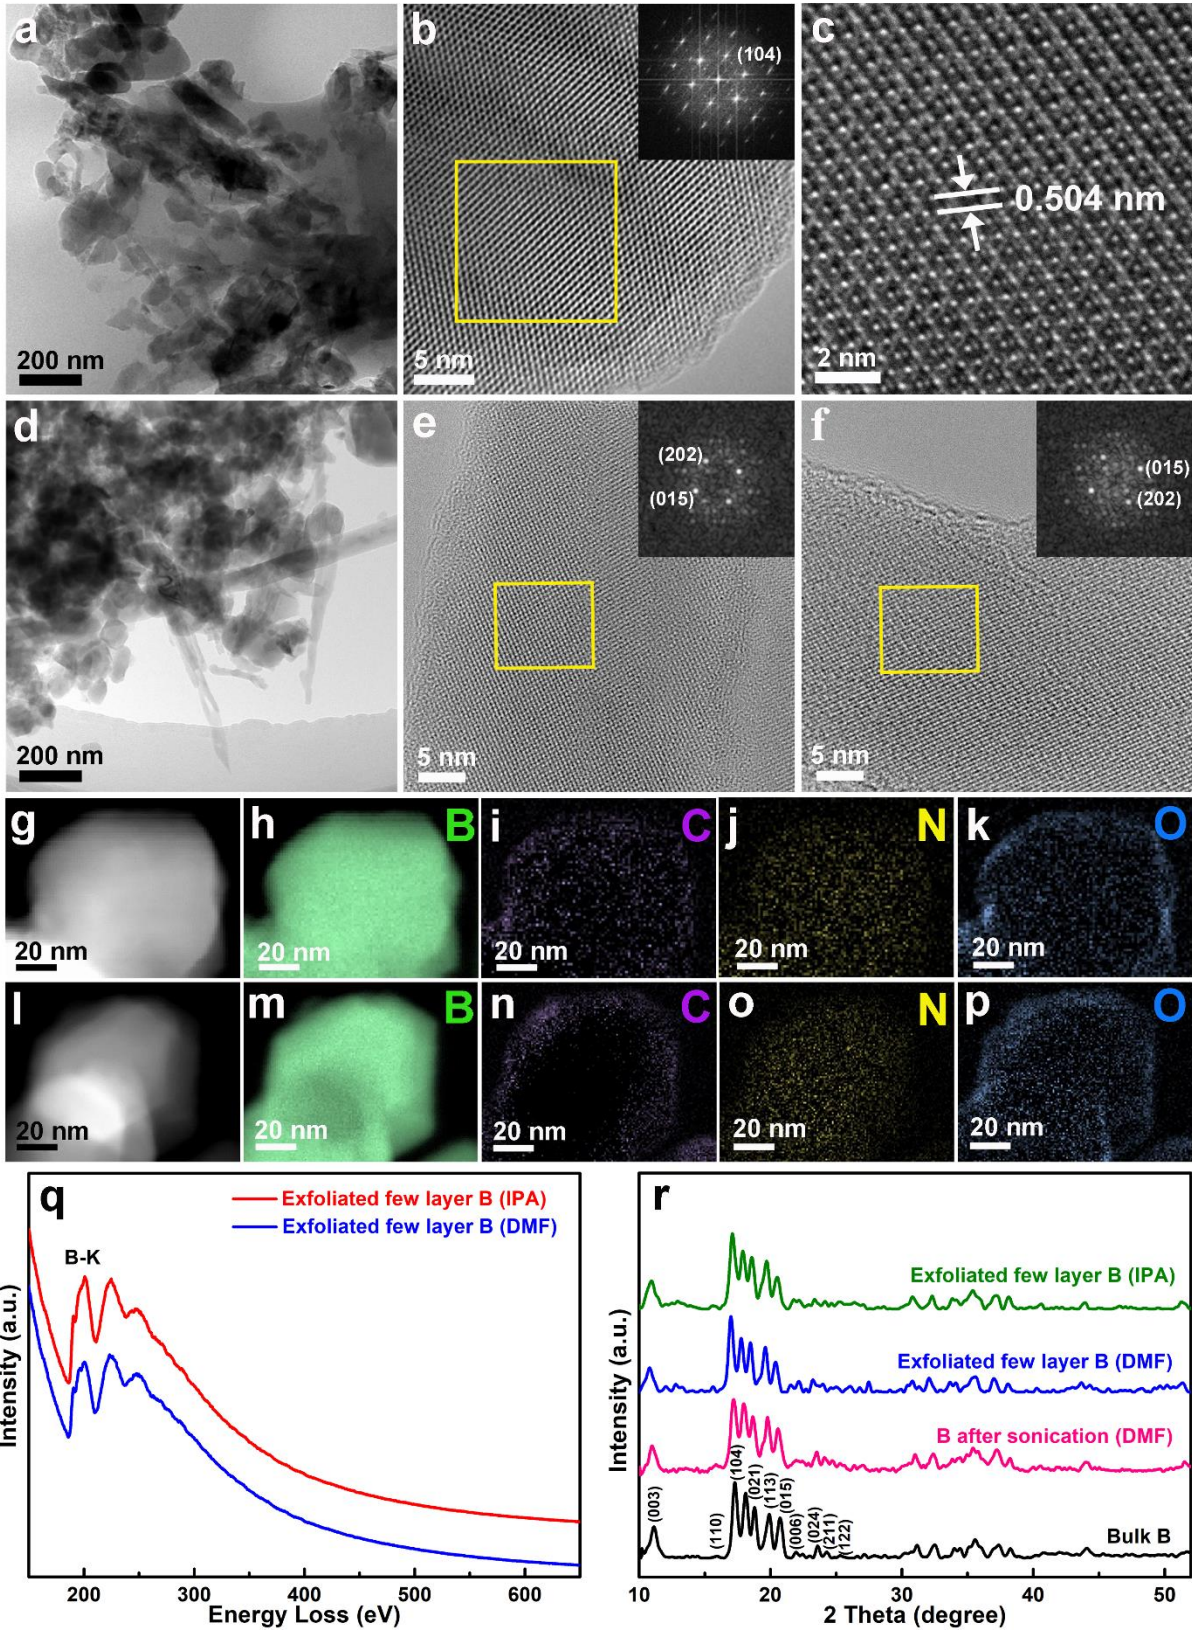 a
200 nm
b
(104)
5 nm
c
0.504 nm
2 nm
d
200 nm
e
(202)
(015)
5 nm
f
(015)
(202)
5 nm
g
20 nm
h
B
20 nm
i
C
20 nm
j
N
20 nm
k
O
20 nm
l
20 nm
m
B
20 nm
n
C
20 nm
o
N
20 nm
p
O
20 nm
q
Exfoliated few layer B (IPA)
Exfoliated few layer B (DMF)
B-K
Intensity (a.u.)
200 300 400 500 600
Energy Loss (eV)
r
Exfoliated few layer B (IPA)
Exfoliated few layer B (DMF)
B after sonication (DMF)
Bulk B
(003)
(110)
(104)
(021)
(113)
(015)
(006)
(024)
(211)
(122)
Intensity (a.u.)
10 20 30 40 50
2 Theta (degree)